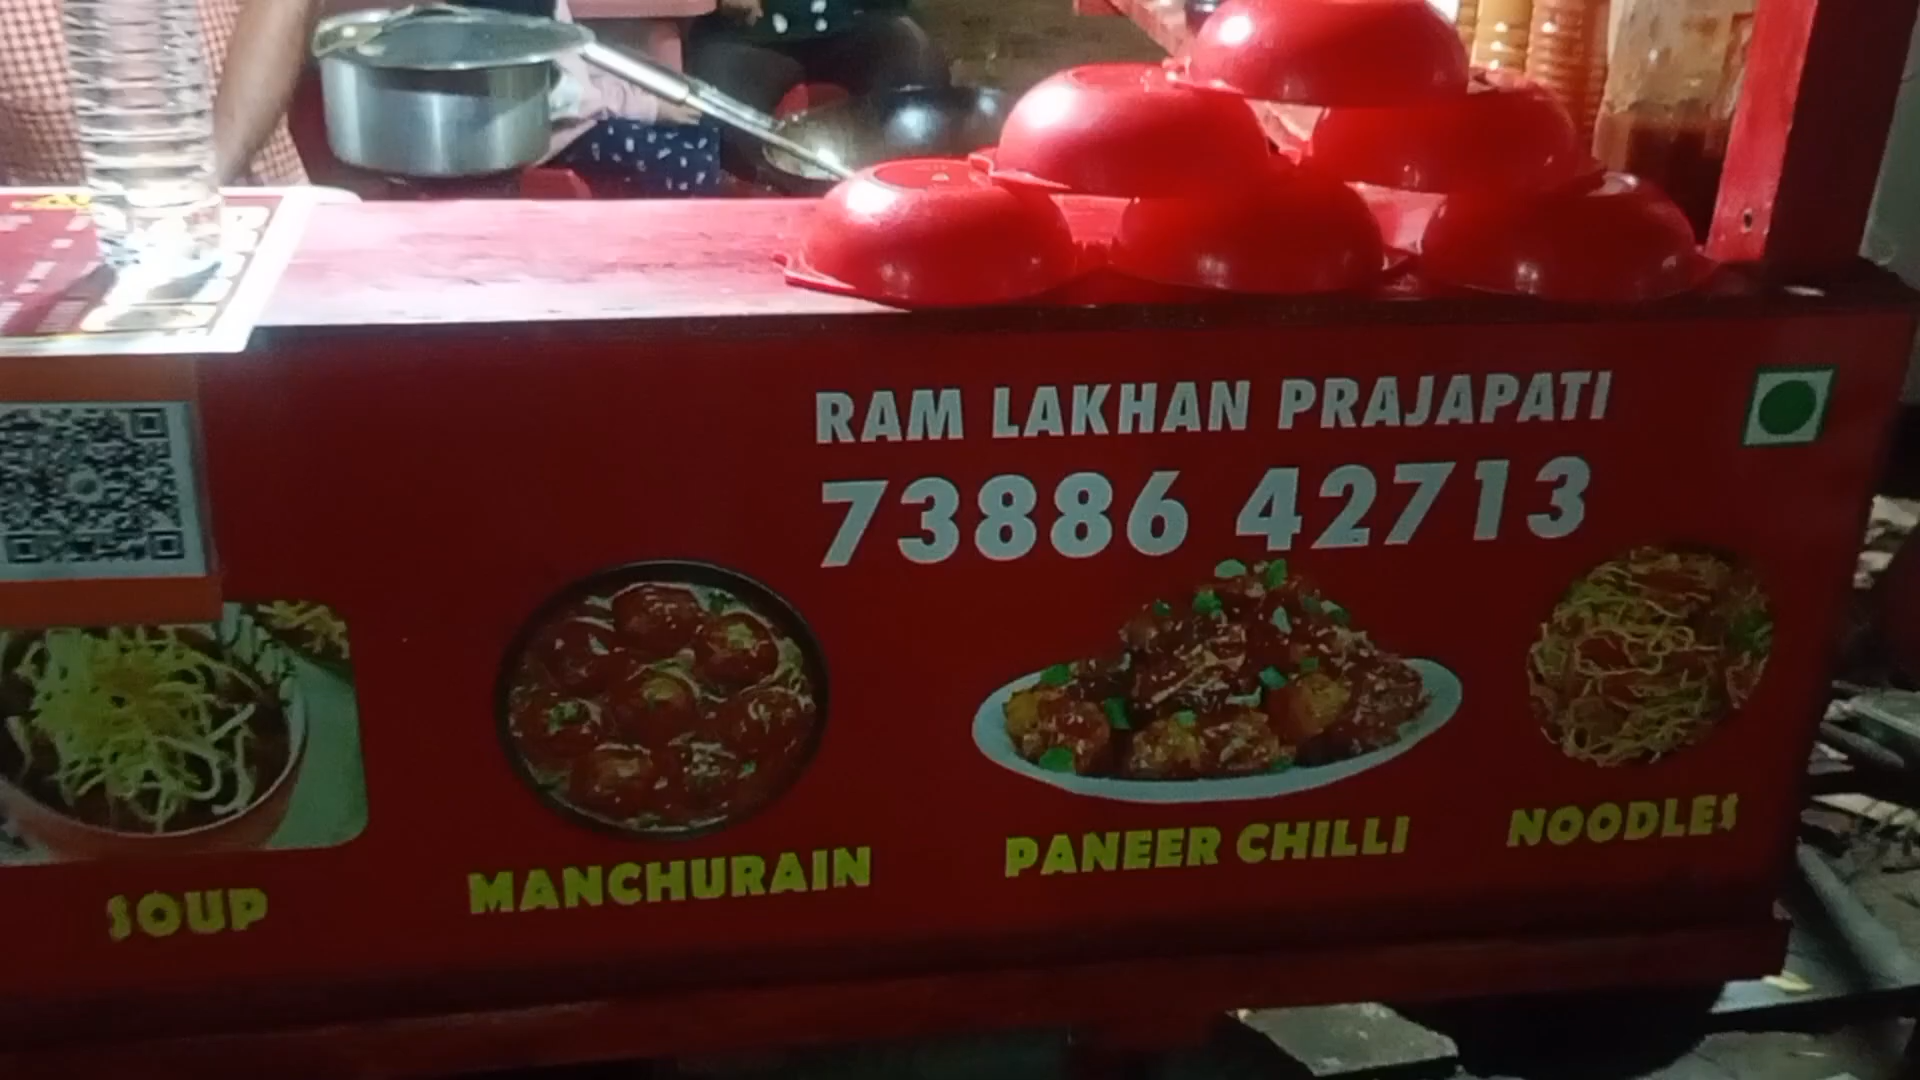 RAM LAKHAN PRAJAPATI
73886 42713
SOUP
MANCHURAIN
PANEER CHILLI
NOODLES